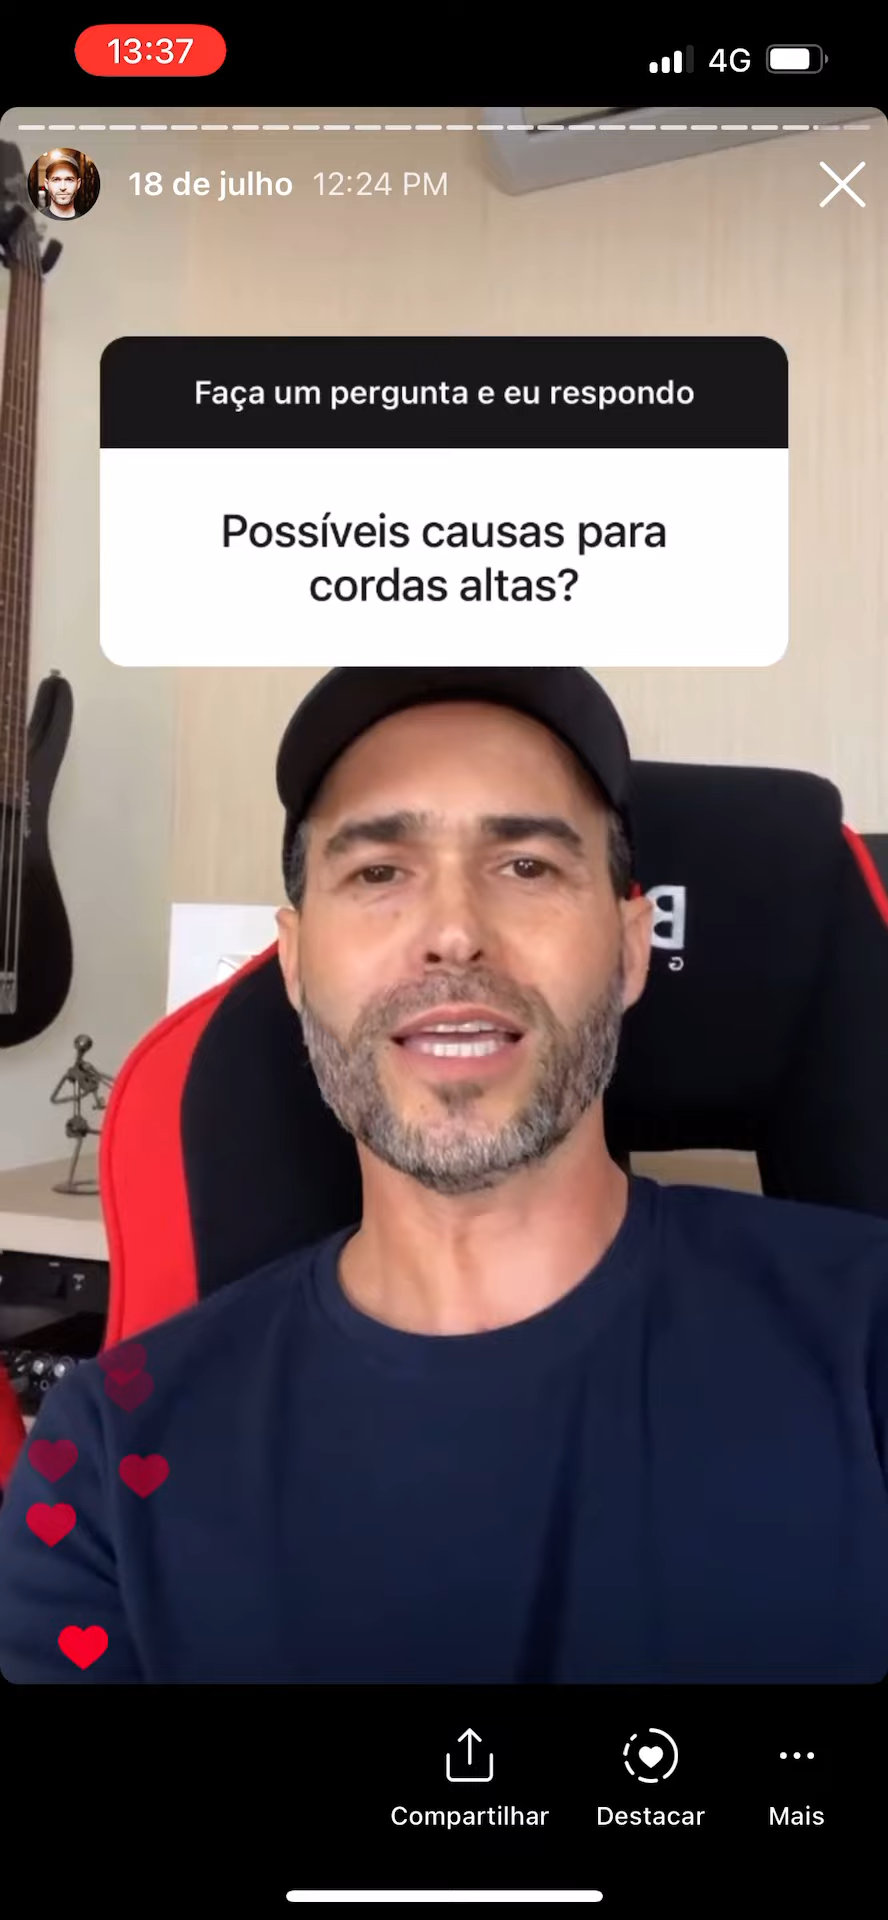 13:37
4G
18 de julho 12:24 PM
Faça um pergunta e eu respondo
Possíveis causas para
cordas altas?
Compartilhar
Destacar
Mais